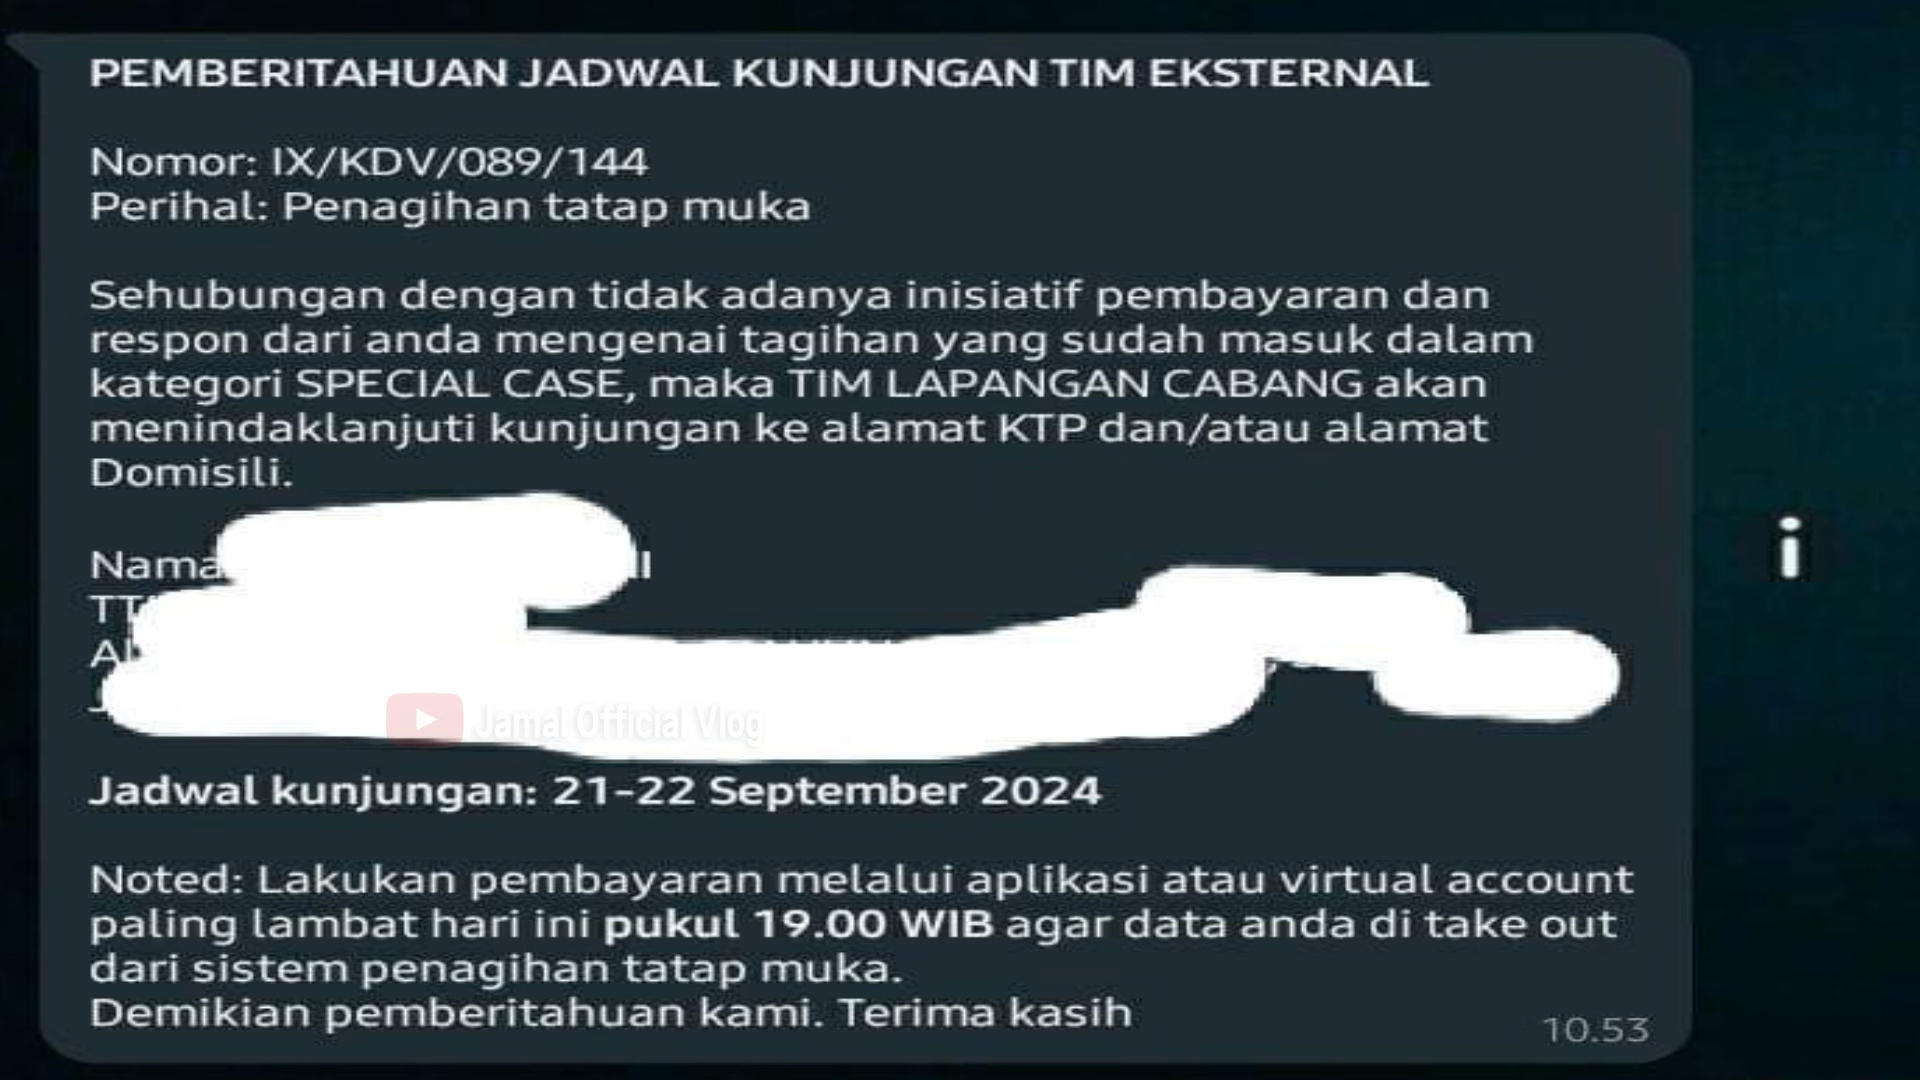 PEMBERITAHUAN JADWAL KUNJUNGAN TIM EKSTERNAL
Nomor: IX/KDV/089/144
Perihal: Penagihan tatap muka
Sehubungan dengan tidak adanya inisiatif pembayaran dan
respon dari anda mengenai tagihan yang sudah masuk dalam
kategori SPECIAL CASE, maka TIM LAPANGAN CABANG akan
menindaklanjuti kunjungan ke alamat KTP dan/atau alamat
Domisili.
Nama
Jamal Official Vlog
Jadwal kunjungan: 21-22 September 2024
Noted: Lakukan pembayaran melalui aplikasi atau virtual account
paling lambat hari ini pukul 19.00 WIB agar data anda di take out
dari sistem penagihan tatap muka.
Demikian pemberitahuan kami. Terima kasih
10.53